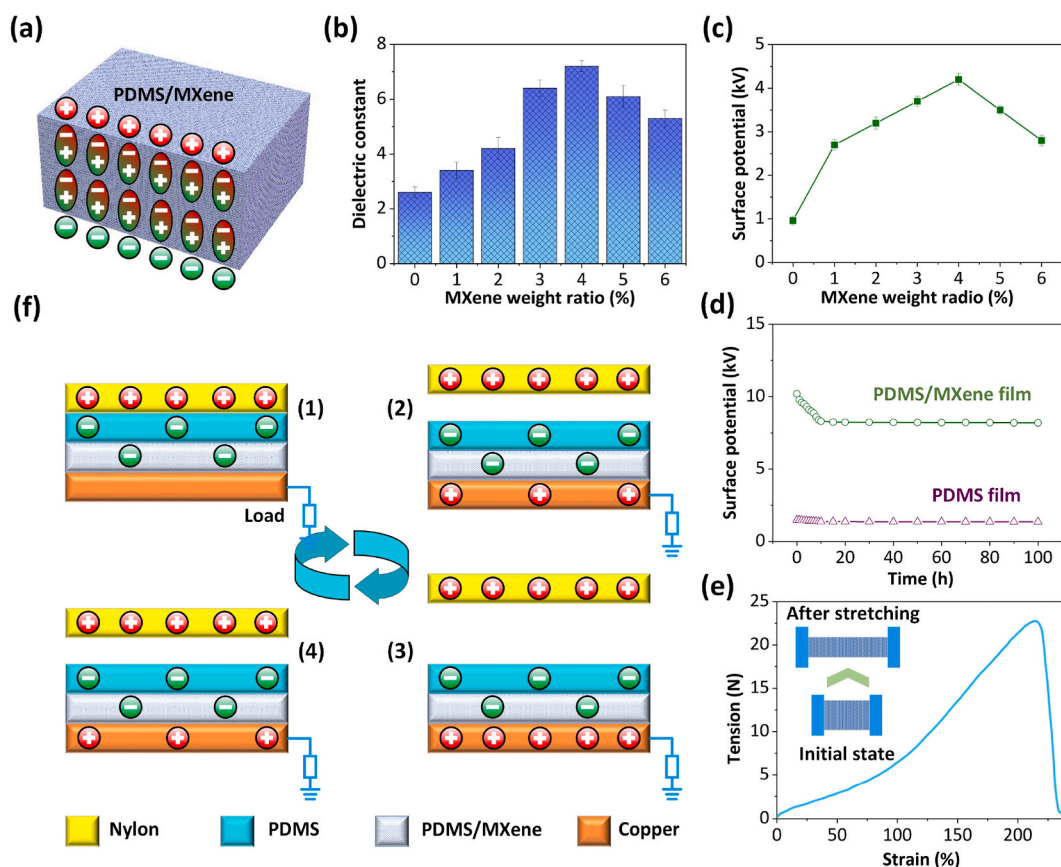 (a)
PDMS/MXene
(b)
Dielectric constant
8
6
4
2
0
0 1 2 3 4 5 6
MXene weight ratio (%)
(c)
Surface potential (kV)
5
4
3
2
1
0
0 1 2 3 4 5 6
MXene weight radio (%)
(d)
Surface potential (kV)
15
10
5
0
PDMS/MXene film
PDMS film
0 20 40 60 80 100
Time (h)
(e)
Tension (N)
25
20
15
10
5
0
After stretching
Initial state
0 50 100 150 200
Strain (%)
(f)
(1)
Load
(2)
(4)
(3)
Nylon
PDMS
PDMS/MXene
Copper